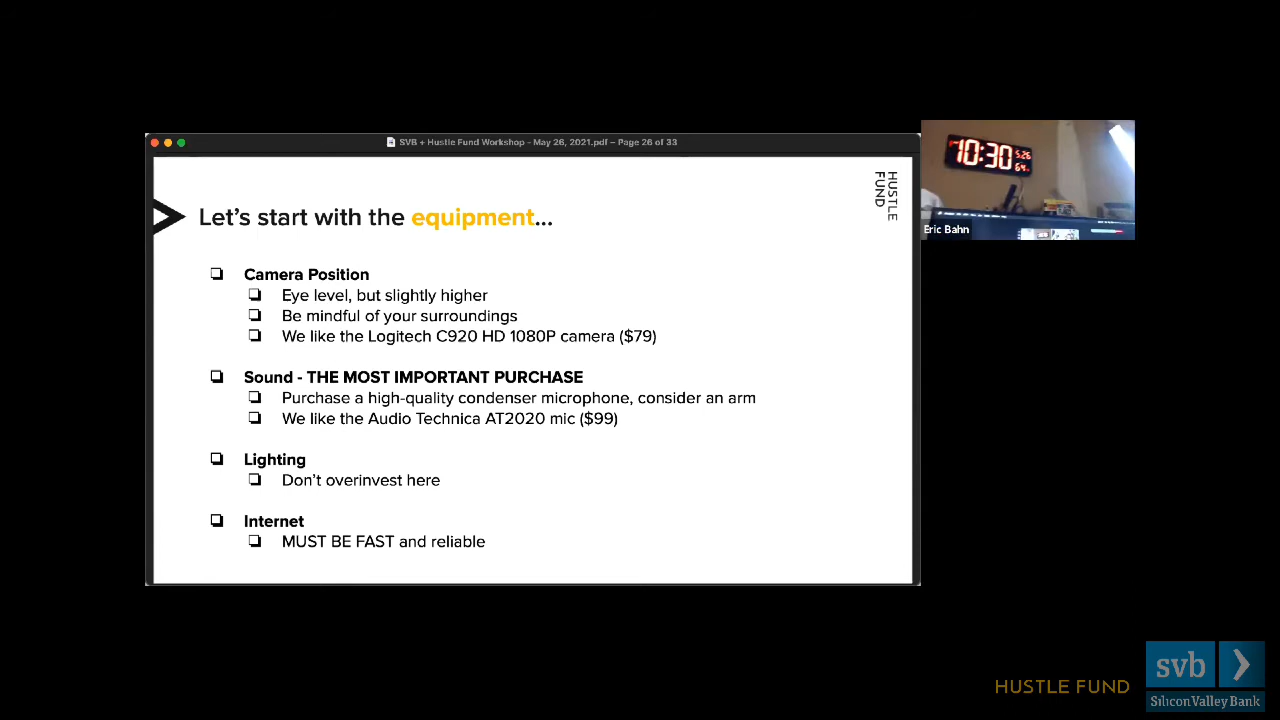 SVB + Hustle Fund Workshop - May 26, 2021.pdf – Page 26 of 33
HUSTLE
FUND
Let's start with the equipment...
❏ Camera Position
❏ Eye level, but slightly higher
❏ Be mindful of your surroundings
❏ We like the Logitech C920 HD 1080P camera ($79)
❏ Sound - THE MOST IMPORTANT PURCHASE
❏ Purchase a high-quality condenser microphone, consider an arm
❏ We like the Audio Technica AT2020 mic ($99)
❏ Lighting
❏ Don't overinvest here
❏ Internet
❏ MUST BE FAST and reliable
10:30
5.26
64
Eric Bahn
HUSTLE FUND
svb
Silicon Valley Bank